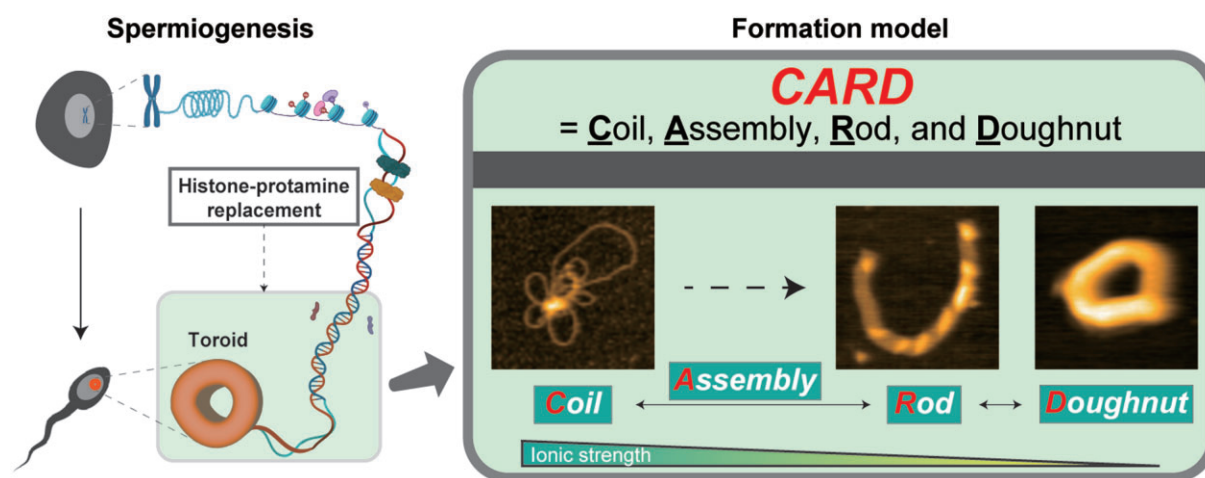 Spermiogenesis
Histone-protamine
replacement
Toroid
Formation model
CARD
= Coil, Assembly, Rod, and Doughnut
Assembly
Coil
Rod
Doughnut
Ionic strength